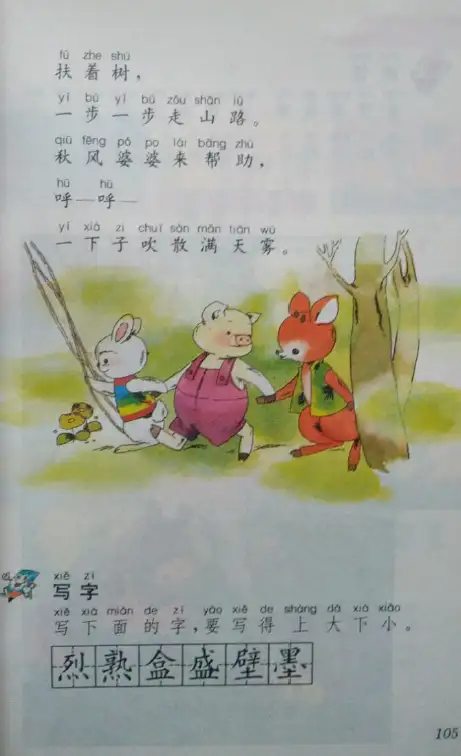 fú zhe shù
扶着树，
yí bù yí bù zǒu shān lù
一步一步走山路。
qiū fēng pó po lái bāng zhù
秋风婆婆来帮助，
hū hū
呼—呼—
yí xià zi chuī sàn mǎn tiān wù
一下子吹散满天雾。
xiě zì
写字
xiě xià miàn de zì yào xiě de shàng dà xià xiǎo
写下面的字，要写得上大下小。
烈熟盒盛壁墨
105